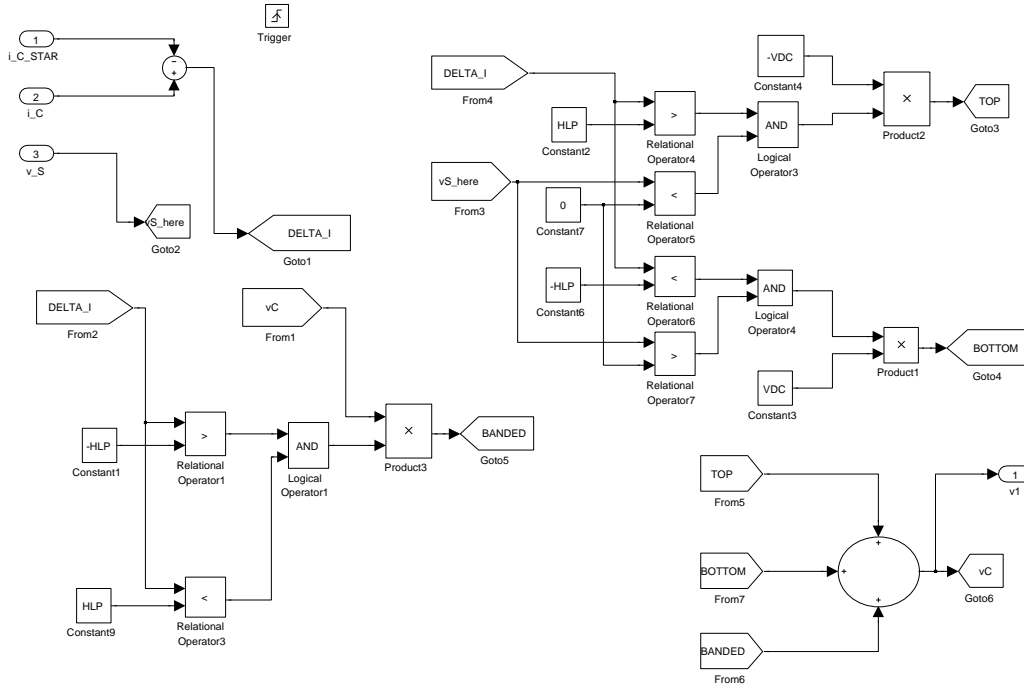 Trigger
1
i_C_STAR
−
+
2
i_C
3
v_S
vS_here
Goto2
DELTA_I
Goto1
DELTA_I
From4
-VDC
Constant4
×
Product2
TOP
Goto3
HLP
Constant2
>
Relational
Operator4
AND
Logical
Operator3
vS_here
From3
<
Relational
Operator5
0
Constant7
-HLP
Constant6
<
Relational
Operator6
AND
Logical
Operator4
>
Relational
Operator7
VDC
Constant3
×
Product1
BOTTOM
Goto4
DELTA_I
From2
vC
From1
-HLP
Constant1
>
Relational
Operator1
AND
Logical
Operator1
×
Product3
BANDED
Goto5
HLP
Constant9
<
Relational
Operator3
TOP
From5
BOTTOM
From7
BANDED
From6
+
+
+
1
v1
vC
Goto6